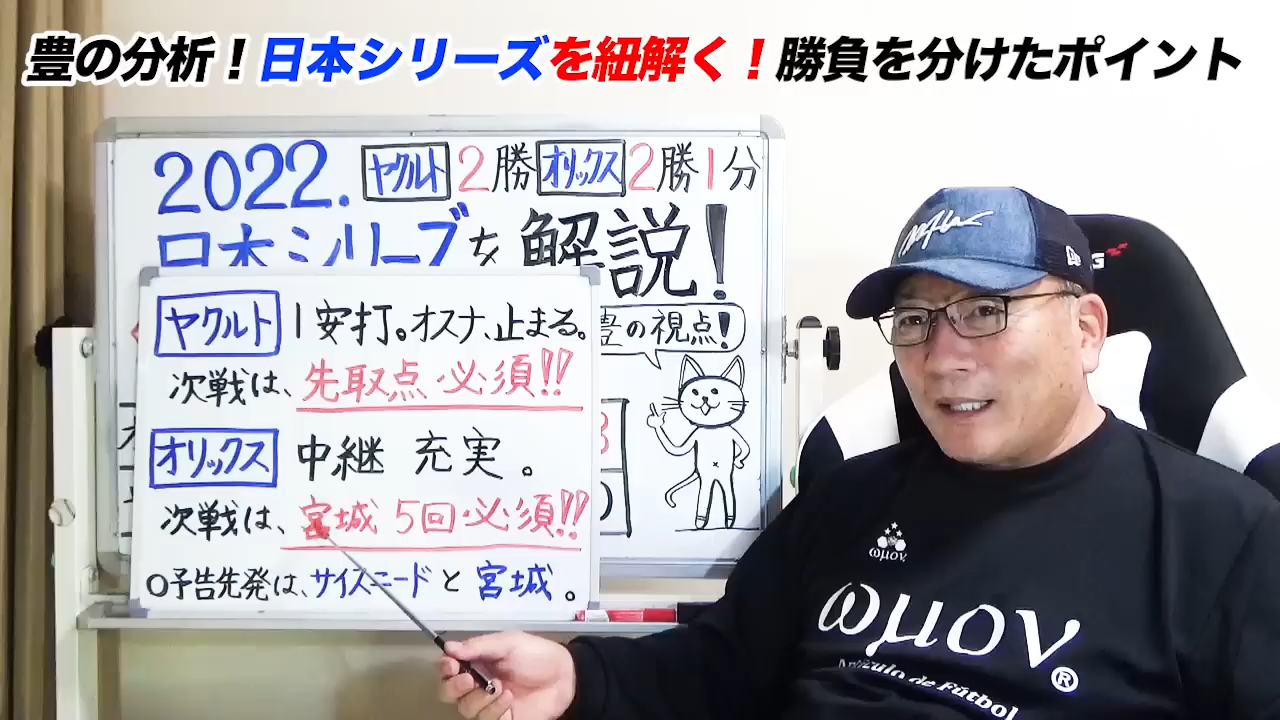 豊の分析！日本シリーズを紐解く！勝負を分けたポイント
2022. ヤクルト 2勝 オリックス 2勝1分
日本シリーズを解説!
豊の視点!
ヤクルト 1安打。オスナ、止まる。
次戦は、先取点必須!!
オリックス 中継 充実。
次戦は、宮城 5回必須!!
○予告先発は、サイスニードと宮城。
ωμον.
ωμον®
de Fútbol